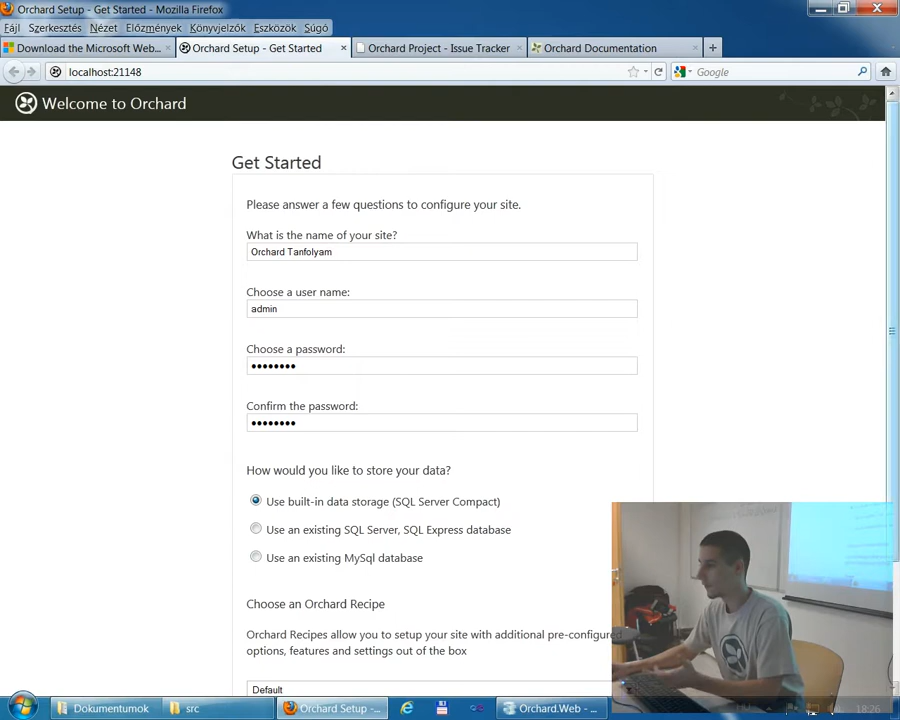 Orchard Setup - Get Started - Mozilla Firefox
Fájl Szerkesztés Nézet Előzmények Könyvjelzők Eszközök Súgó
Download the Microsoft Web... Orchard Setup - Get Started Orchard Project - Issue Tracker Orchard Documentation
localhost:21148 Google
Welcome to Orchard
Get Started
Please answer a few questions to configure your site.
What is the name of your site?
Orchard Tanfolyam
Choose a user name:
admin
Choose a password:
••••••••
Confirm the password:
••••••••
How would you like to store your data?
Use built-in data storage (SQL Server Compact)
Use an existing SQL Server, SQL Express database
Use an existing MySql database
Choose an Orchard Recipe
Orchard Recipes allow you to setup your site with additional pre-configured
options, features and settings out of the box
Default
Dokumentumok src Orchard Setup -... Orchard.Web - ... HU 18:26